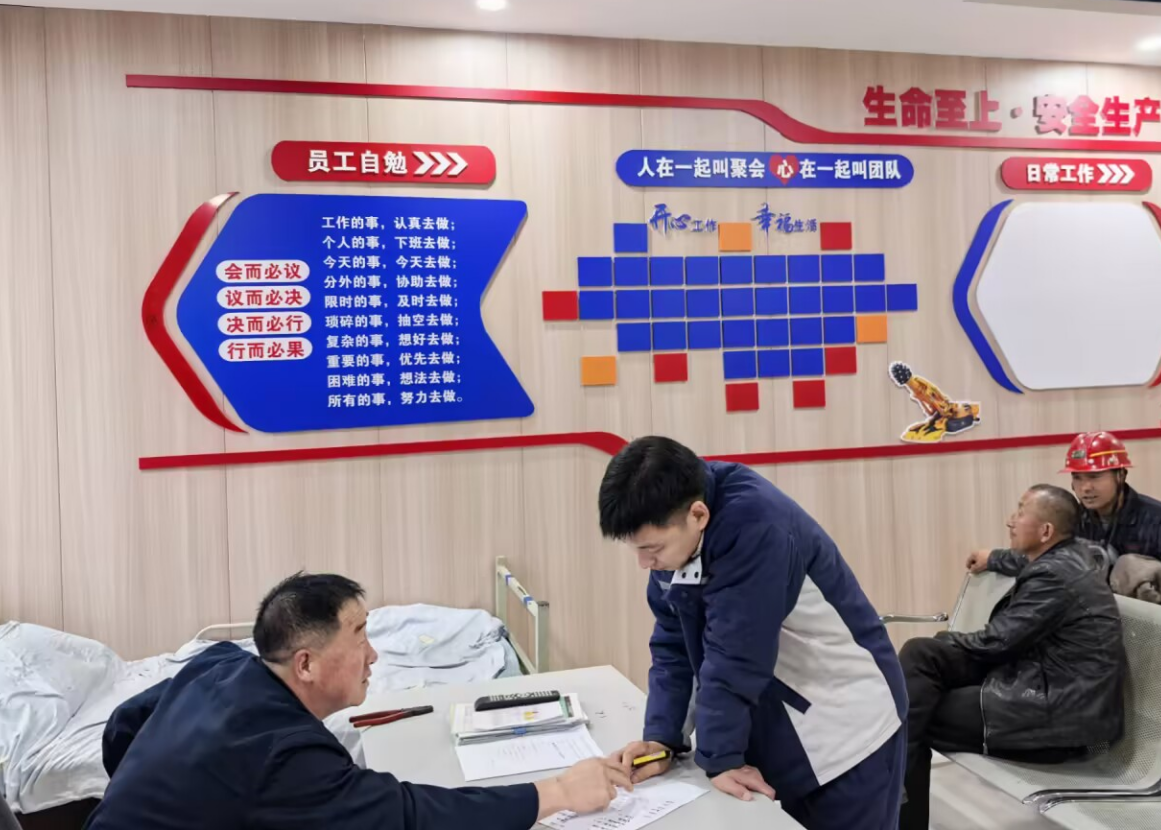 生命至上·安全生产
员工自勉
人在一起叫聚会 心在一起叫团队
日常工作
开心工作 幸福生活
会而必议
议而必决
决而必行
行而必果
工作的事，认真去做；
个人的事，下班去做；
今天的事，今天去做；
分外的事，协助去做；
限时的事，及时去做；
琐碎的事，抽空去做；
复杂的事，想好去做；
重要的事，优先去做；
困难的事，想法去做；
所有的事，努力去做。